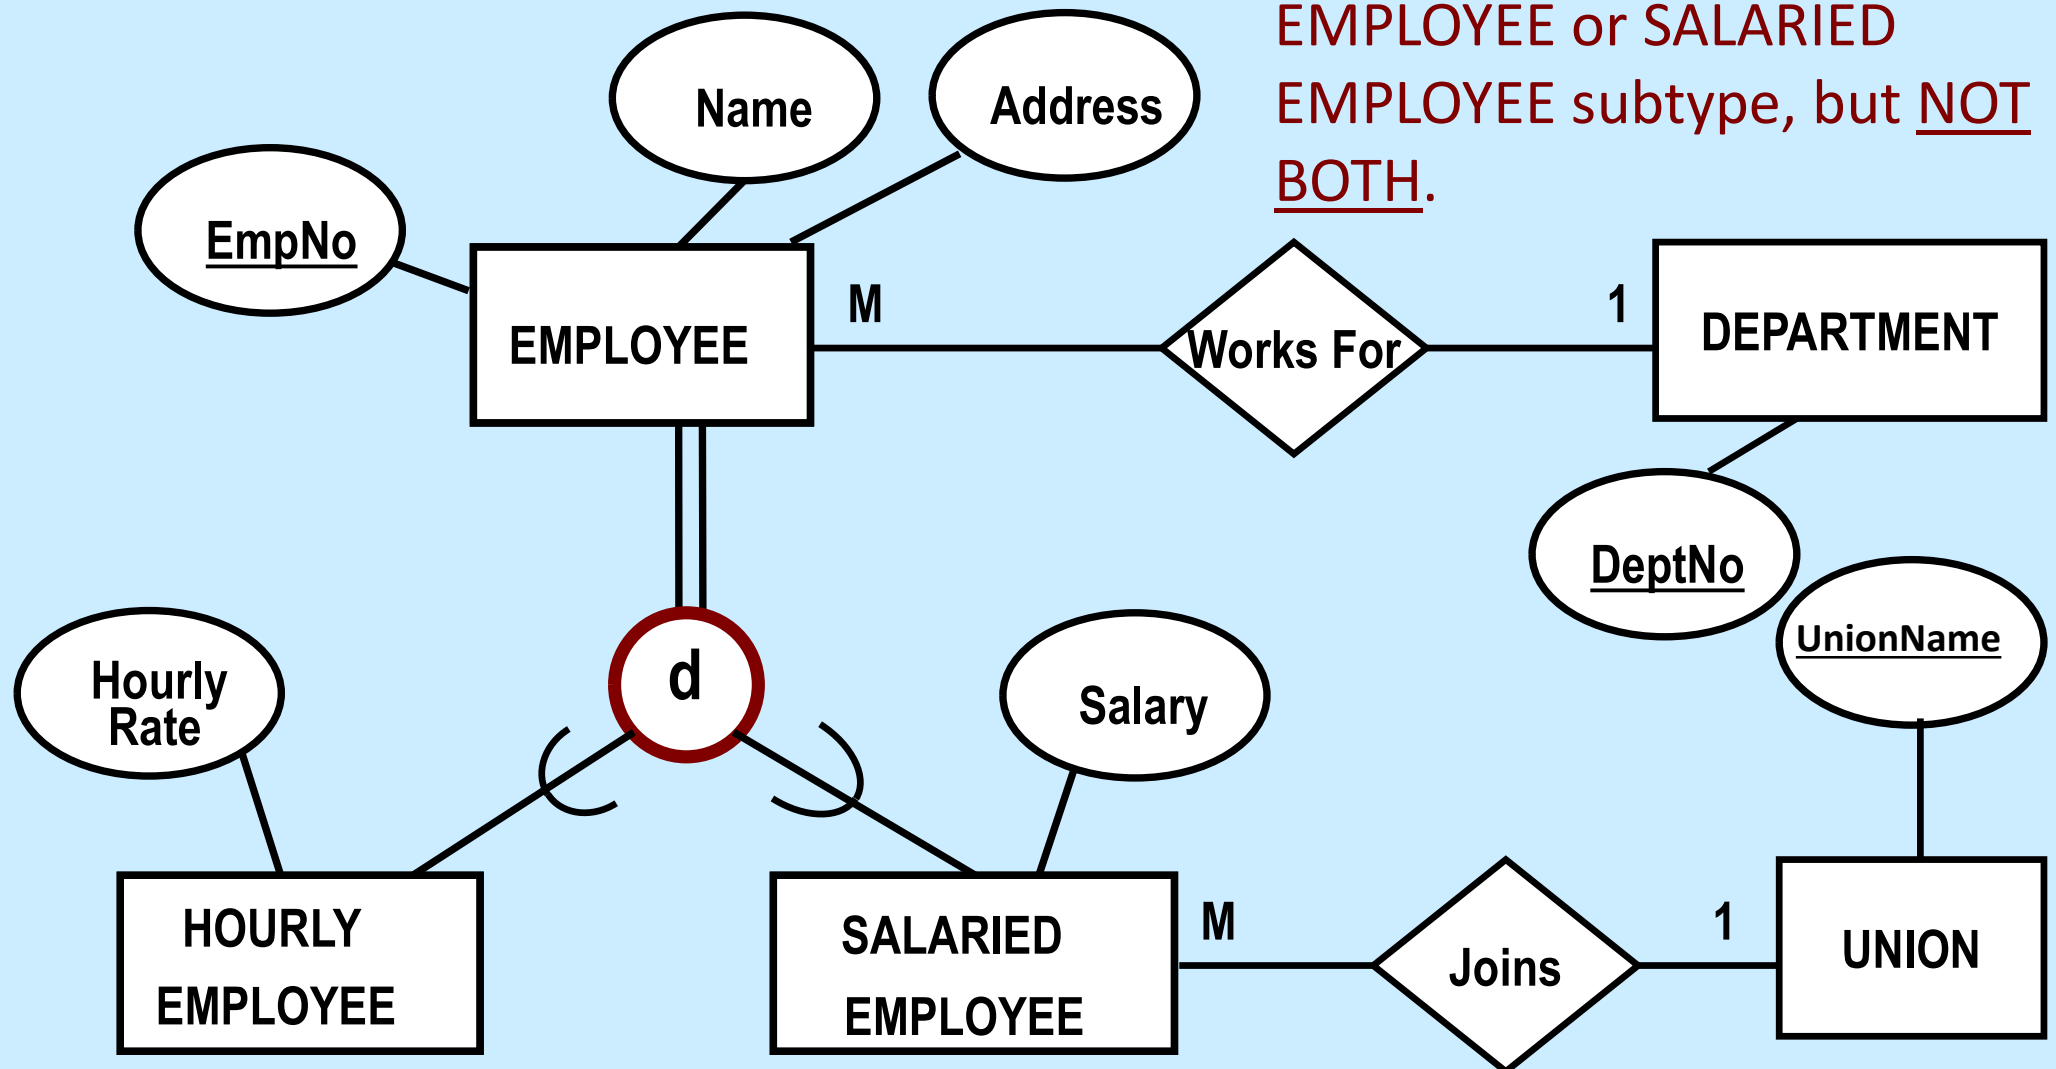 EMPLOYEE or SALARIED
EMPLOYEE subtype, but NOT
BOTH.
Name
Address
EmpNo
EMPLOYEE
M
Works For
1
DEPARTMENT
DeptNo
UnionName
Hourly
Rate
d
Salary
HOURLY
EMPLOYEE
SALARIED
EMPLOYEE
M
Joins
1
UNION